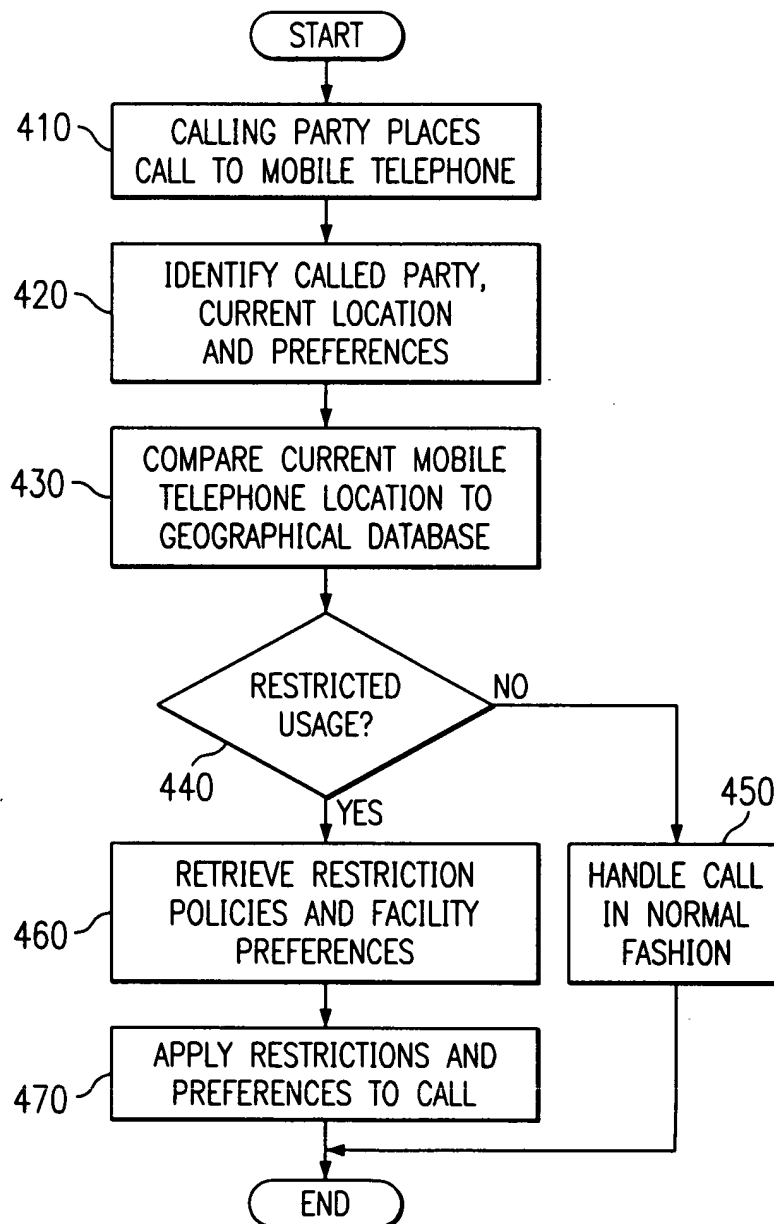 START
410
CALLING PARTY PLACES
CALL TO MOBILE TELEPHONE
420
IDENTIFY CALLED PARTY,
CURRENT LOCATION
AND PREFERENCES
430
COMPARE CURRENT MOBILE
TELEPHONE LOCATION TO
GEOGRAPHICAL DATABASE
RESTRICTED
USAGE?
NO
440
YES
450
460
RETRIEVE RESTRICTION
POLICIES AND FACILITY
PREFERENCES
HANDLE CALL
IN NORMAL
FASHION
470
APPLY RESTRICTIONS AND
PREFERENCES TO CALL
END